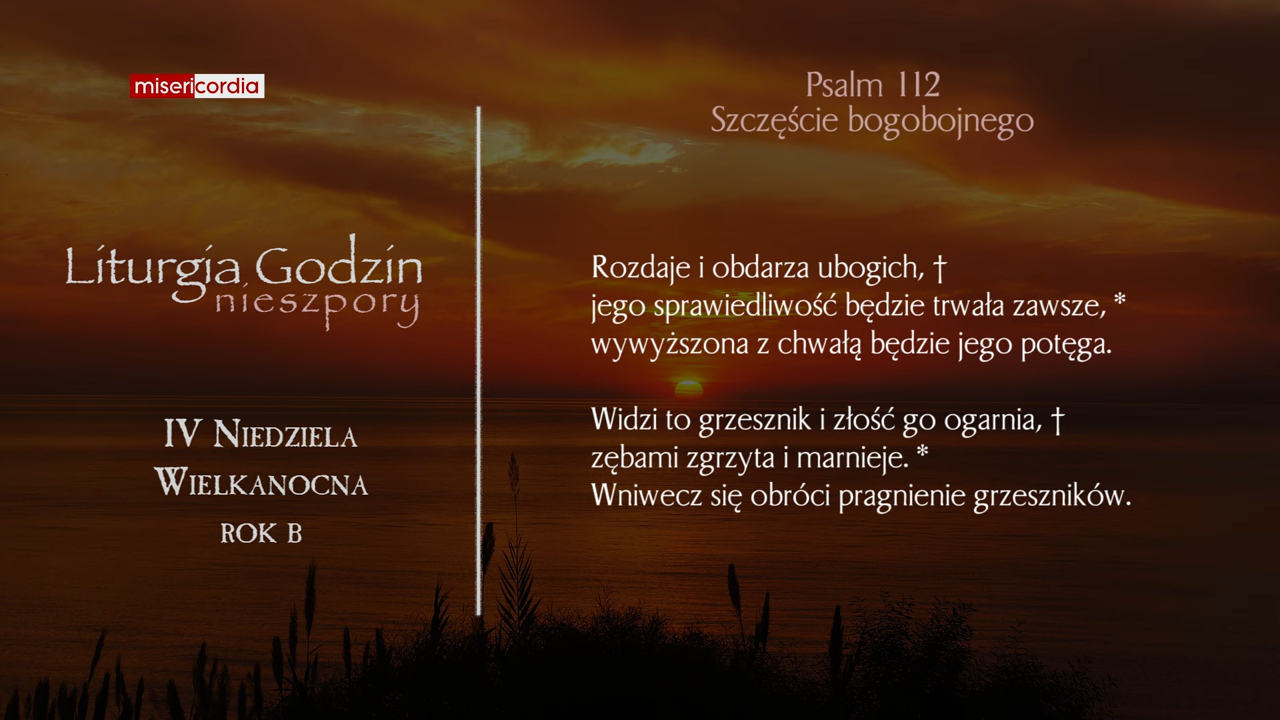 misericordia
Liturgia Godzin
nieszpory
IV Niedziela
Wielkanocna
rok B
Psalm 112
Szczęście bogobojnego
Rozdaje i obdarza ubogich, †
jego sprawiedliwość będzie trwała zawsze, *
wywyższona z chwałą będzie jego potęga.
Widzi to grzesznik i złość go ogarnia, †
zębami zgrzyta i marnieje. *
Wniwecz się obróci pragnienie grzeszników.